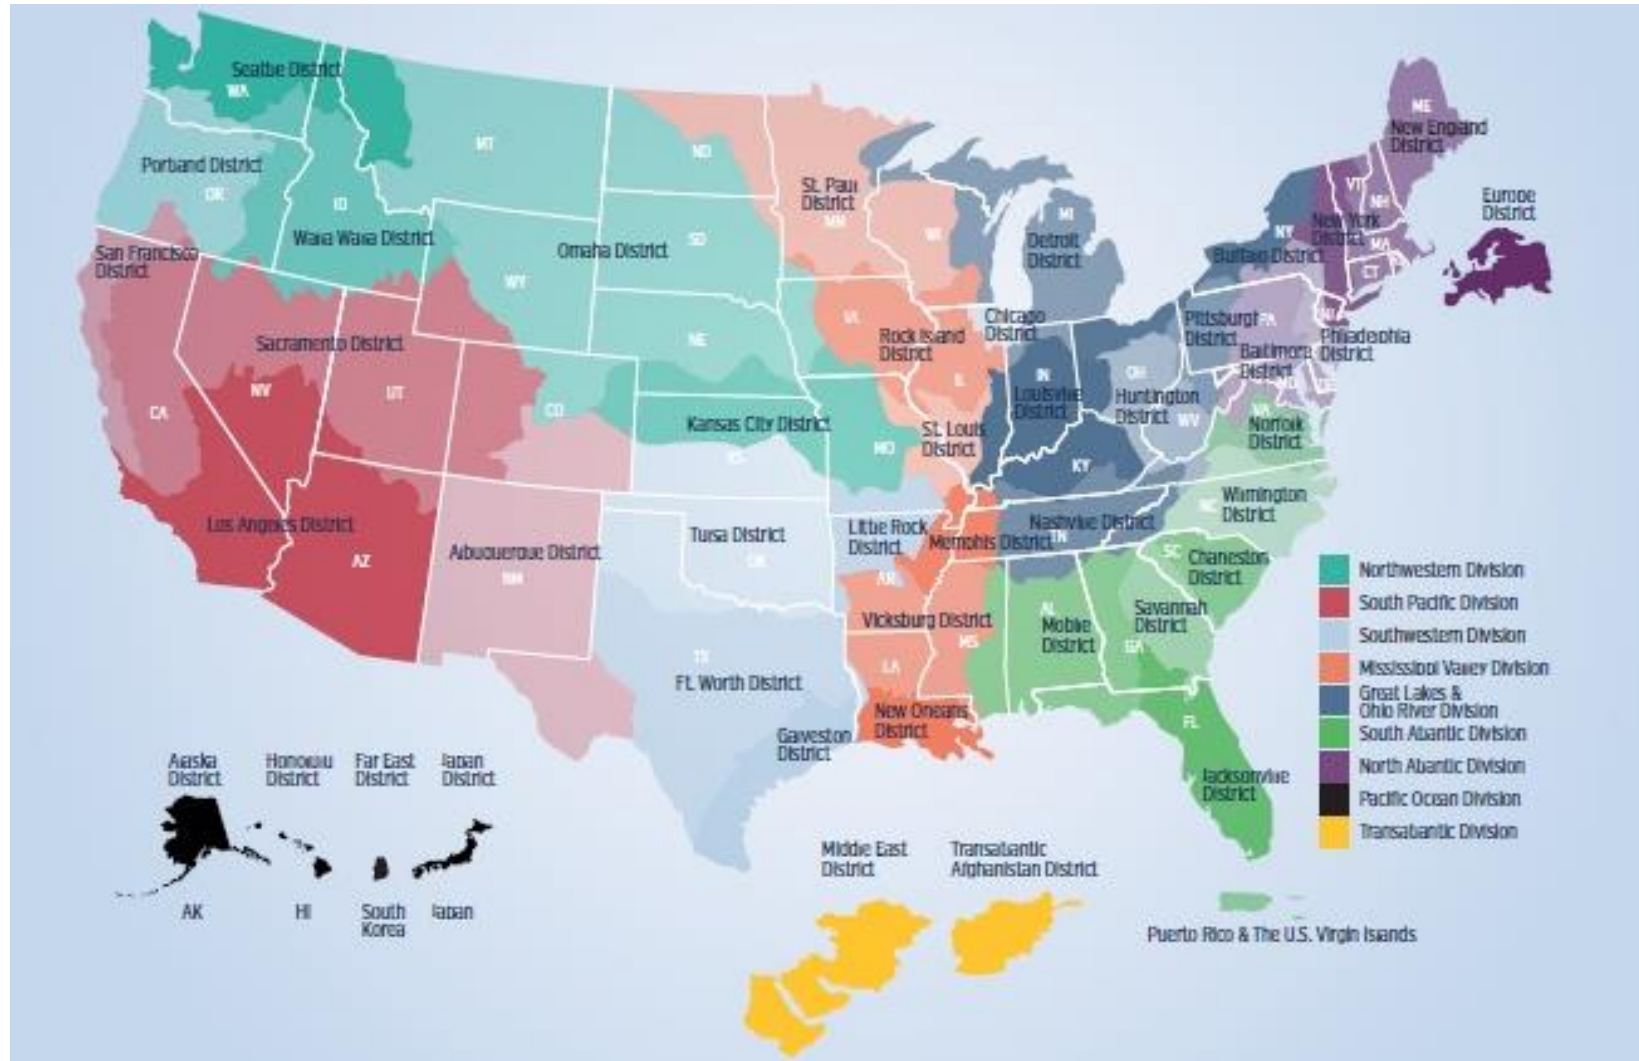 Seattle District
WA
Portland District
OR
MT
ID
Walla Walla District
ND
SD
Omaha District
WY
NE
St. Paul
District
MN
WI
MI
Detroit
District
ME
New England
District
VT
NH
New York
District
NY
MA
CT
RI
Buffalo District
Europe
District
San Francisco
District
Sacramento District
NV
UT
CA
CO
IA
Rock Island
District
IL
Chicago
District
IN
Louisville
District
OH
Huntington
District
WV
Pittsburgh
District
PA
NJ
Philadelphia
District
Baltimore
District
MD
DE
VA
Norfolk
District
Kansas City District
KS
MO
St. Louis
District
KY
Los Angeles District
AZ
Albuquerque District
NM
Tulsa District
OK
Little Rock
District
AR
Memphis District
Nashville District
TN
NC
Wilmington
District
SC
Charleston
District
Savannah
District
GA
AL
Mobile
District
Vicksburg District
MS
LA
New Orleans
District
TX
Ft. Worth District
Galveston
District
FL
Jacksonville
District
Northwestern Division
South Pacific Division
Southwestern Division
Mississippi Valley Division
Great Lakes &
Ohio River Division
South Atlantic Division
North Atlantic Division
Pacific Ocean Division
Transatlantic Division
Alaska
District
Honolulu
District
Far East
District
Japan
District
AK
HI
South
Korea
Japan
Middle East
District
Transatlantic
Afghanistan District
Puerto Rico & The U.S. Virgin Islands